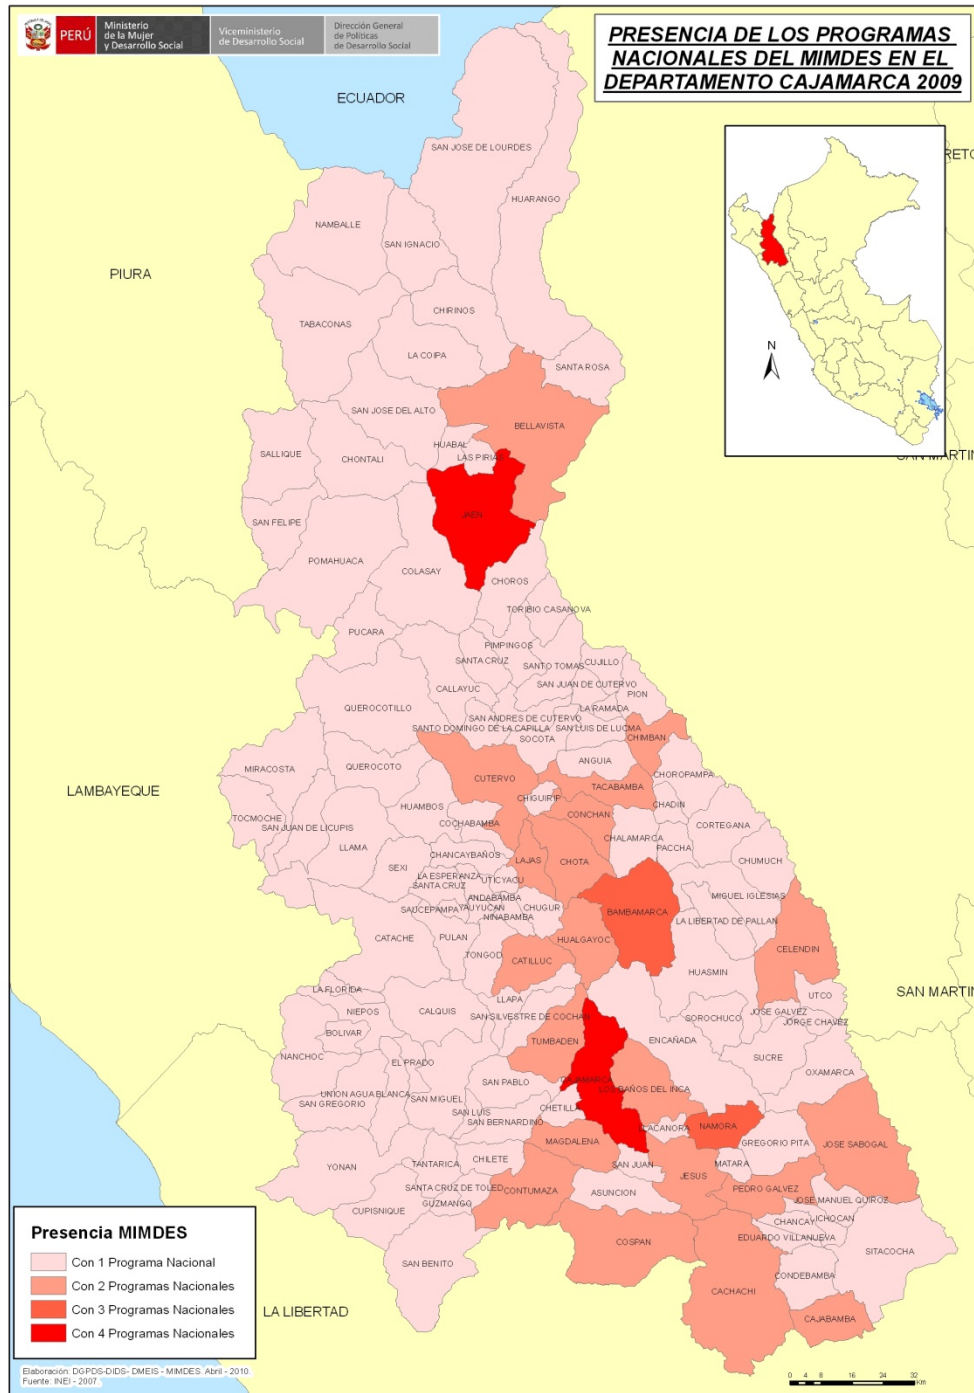 PERÚ
Ministerio
de la Mujer
y Desarrollo Social
Viceministerio
de Desarrollo Social
Dirección General
de Políticas
de Desarrollo Social
PRESENCIA DE LOS PROGRAMAS
NACIONALES DEL MIMDES EN EL
DEPARTAMENTO CAJAMARCA 2009
ECUADOR
SAN JOSE DE LOURDES
HUARANGO
NAMBALLE
SAN IGNACIO
PIURA
TABACONAS
CHIRINOS
LA COIPA
SANTA ROSA
N
SAN JOSE DEL ALTO
BELLAVISTA
HUABAL
LAS PIRIAS
SALLIQUE
CHONTALI
SAN MARTIN
JAEN
SAN FELIPE
POMAHUACA
COLASAY
CHOROS
TORIBIO CASANOVA
PUCARA
PIMPINGOS
SANTA CRUZ
SANTO TOMAS
CUJILLO
SAN JUAN DE CUTERVO
CALLAYUC
PION
QUEROCOTILLO
LA RAMADA
SAN ANDRES DE CUTERVO
SANTO DOMINGO DE LA CAPILLA
SAN LUIS DE LUCMA
SOCOTA
CHIMBAN
ANGUIA
MIRACOSTA
QUEROCOTO
CUTERVO
CHOROPAMPA
TACABAMBA
LAMBAYEQUE
CHIGUIRIP
CHADIN
HUAMBOS
CONCHAN
TOCMOCHE
COCHABAMBA
SAN JUAN DE LICUPIS
CORTEGANA
CHALAMARCA
PACCHA
LLAMA
CHANCAYBAÑOS
LAJAS
CHOTA
CHUMUCH
SEXI
LA ESPERANZA
SANTA CRUZ
UTICYACU
ANDABAMBA
MIGUEL IGLESIAS
SAUCEPAMPA
YAUYUCAN
NINABAMBA
CHUGUR
BAMBAMARCA
LA LIBERTAD DE PALLAN
CATACHE
PULAN
HUALGAYOC
CELENDIN
TONGOD
CATILLUC
HUASMIN
LA FLORIDA
LLAPA
UTCO
SAN MARTIN
NIEPOS
CALQUIS
SAN SILVESTRE DE COCHAN
SOROCHUCO
JOSE GALVEZ
JORGE CHAVEZ
BOLIVAR
TUMBADEN
ENCAÑADA
NANCHOC
EL PRADO
SUCRE
OXAMARCA
SAN PABLO
CAJAMARCA
LOS BAÑOS DEL INCA
UNION AGUA BLANCA
SAN GREGORIO
SAN MIGUEL
SAN LUIS
SAN BERNARDINO
CHETILLA
LLACANORA
NAMORA
GREGORIO PITA
JOSE SABOGAL
MAGDALENA
YONAN
TANTARICA
CHILETE
SAN JUAN
MATARA
JESUS
SANTA CRUZ DE TOLED
CONTUMAZA
ASUNCION
PEDRO GALVEZ
JOSE MANUEL QUIROZ
CUPISNIQUE
GUZMANGO
CHANCAY
ICHOCAN
EDUARDO VILLANUEVA
COSPAN
SITACOCHA
SAN BENITO
CONDEBAMBA
CACHACHI
LA LIBERTAD
CAJABAMBA
Presencia MIMDES
Con 1 Programa Nacional
Con 2 Programas Nacionales
Con 3 Programas Nacionales
Con 4 Programas Nacionales
Elaboración: DGPDS-DIDS- DMEIS - MIMDES. Abril - 2010.
Fuente: INEI - 2007.
0 4 8 16 24 32
Km